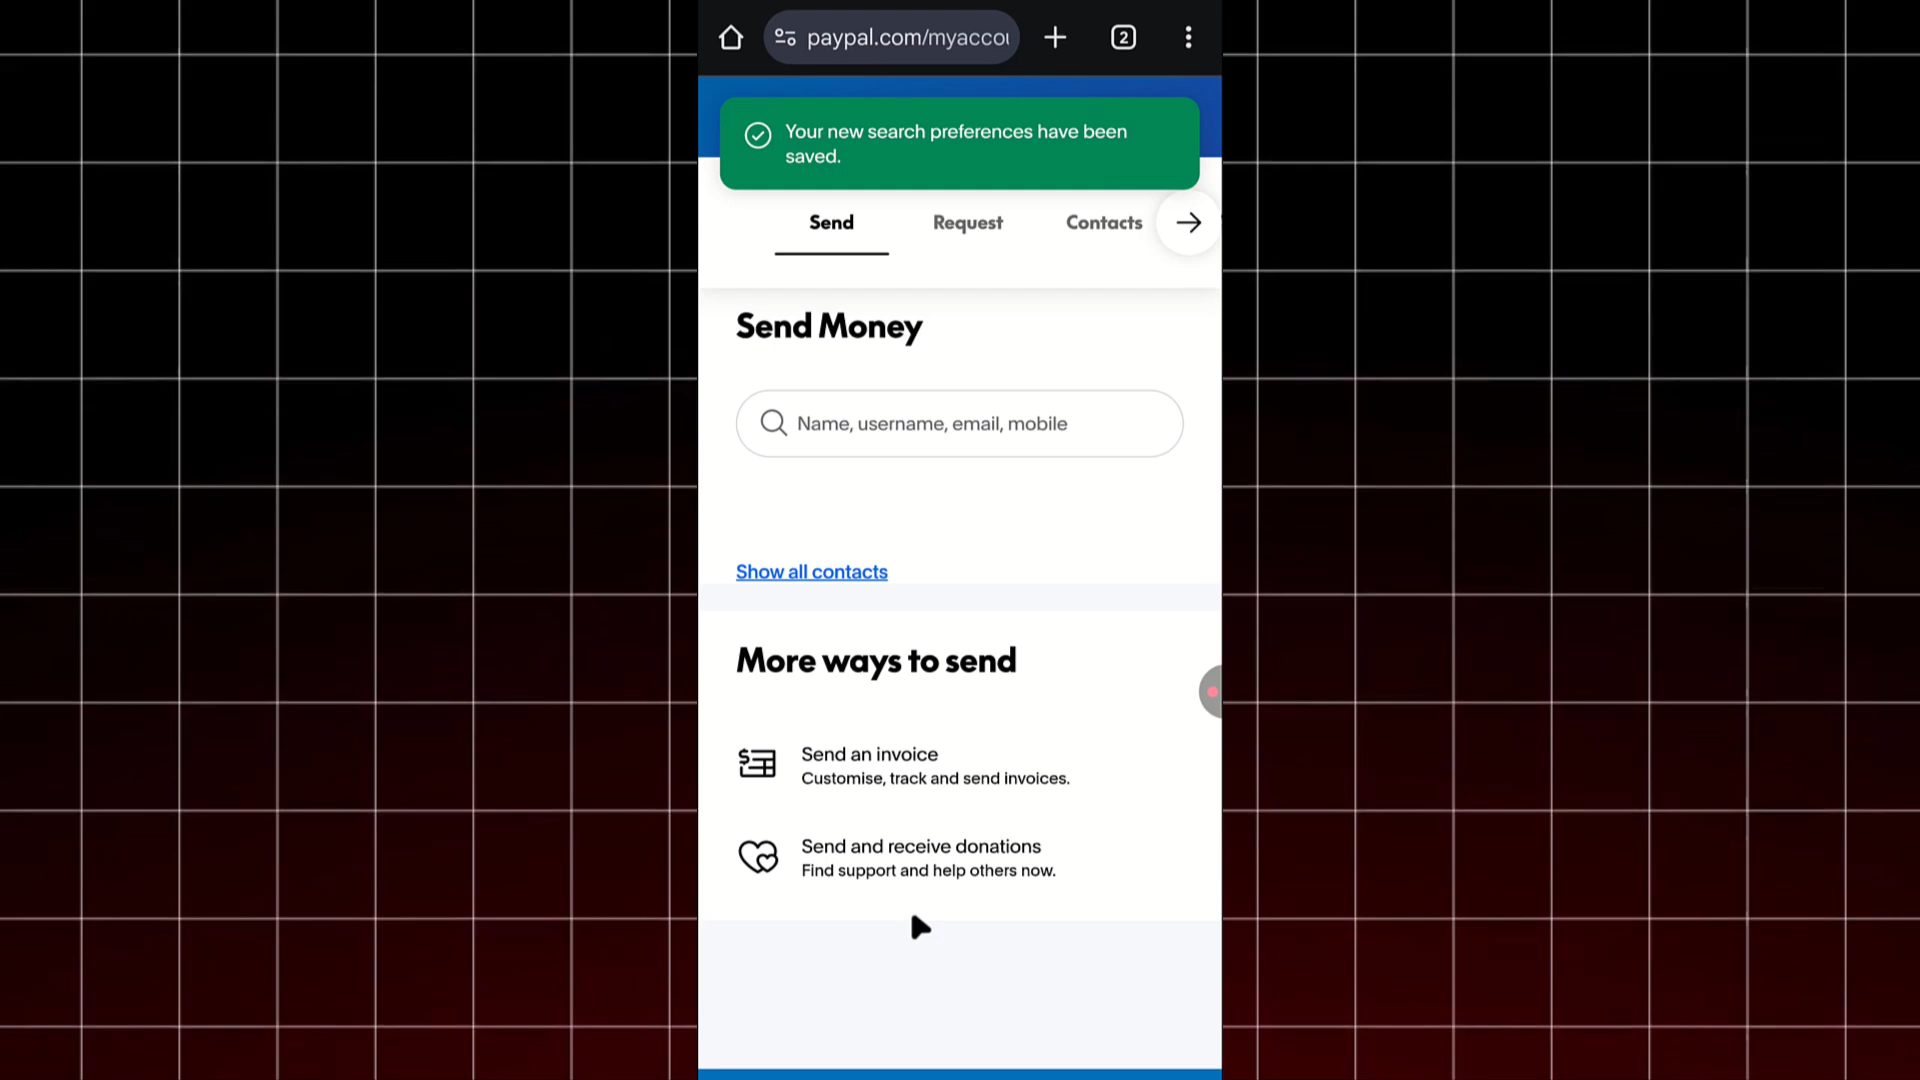 paypal.com/myaccou
2
Your new search preferences have been
saved.
Send
Request
Contacts
Send Money
Name, username, email, mobile
Show all contacts
More ways to send
Send an invoice
Customise, track and send invoices.
Send and receive donations
Find support and help others now.